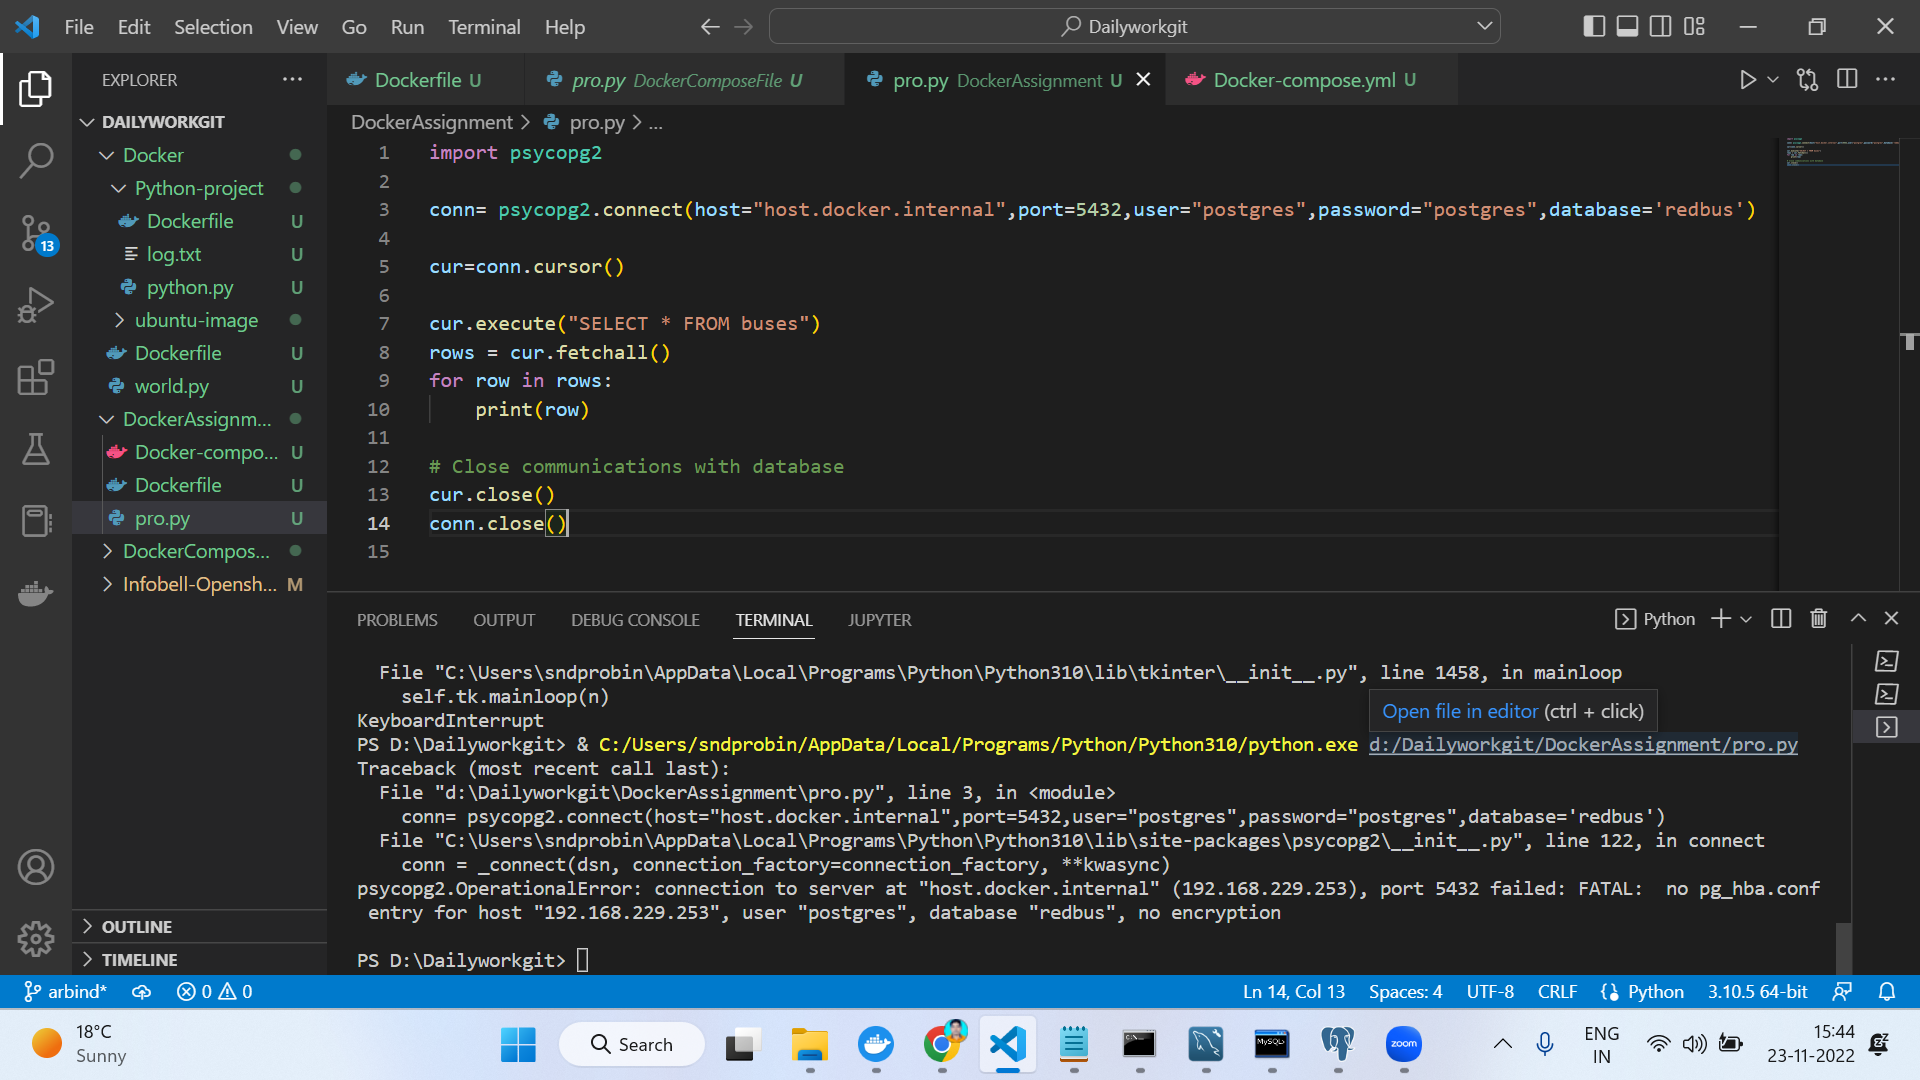 File Edit Selection View Go Run Terminal Help
Dailyworkgit
EXPLORER
Dockerfile U
pro.py DockerComposeFile U
pro.py DockerAssignment U
Docker-compose.yml U
DAILYWORKGIT
Docker
Python-project
Dockerfile U
log.txt U
python.py U
ubuntu-image
Dockerfile U
world.py U
DockerAssignm...
Docker-compo... U
Dockerfile U
pro.py U
DockerCompos...
Infobell-Opensh... M
OUTLINE
TIMELINE
13
DockerAssignment > pro.py > ...
1 import psycopg2
2
3 conn= psycopg2.connect(host="host.docker.internal",port=5432,user="postgres",password="postgres",database='redbus')
4
5 cur=conn.cursor()
6
7 cur.execute("SELECT * FROM buses")
8 rows = cur.fetchall()
9 for row in rows:
10     print(row)
11
12 # Close communications with database
13 cur.close()
14 conn.close()
15
PROBLEMS OUTPUT DEBUG CONSOLE TERMINAL JUPYTER
Python
File "C:\Users\sndprobin\AppData\Local\Programs\Python\Python310\lib\tkinter\__init__.py", line 1458, in mainloop
self.tk.mainloop(n)
KeyboardInterrupt
Open file in editor (ctrl + click)
PS D:\Dailyworkgit> & C:/Users/sndprobin/AppData/Local/Programs/Python/Python310/python.exe d:/Dailyworkgit/DockerAssignment/pro.py
Traceback (most recent call last):
File "d:\Dailyworkgit\DockerAssignment\pro.py", line 3, in <module>
conn= psycopg2.connect(host="host.docker.internal",port=5432,user="postgres",password="postgres",database='redbus')
File "C:\Users\sndprobin\AppData\Local\Programs\Python\Python310\lib\site-packages\psycopg2\__init__.py", line 122, in connect
conn = _connect(dsn, connection_factory=connection_factory, **kwasync)
psycopg2.OperationalError: connection to server at "host.docker.internal" (192.168.229.253), port 5432 failed: FATAL:  no pg_hba.conf
entry for host "192.168.229.253", user "postgres", database "redbus", no encryption
PS D:\Dailyworkgit>
arbind* 0 0 Ln 14, Col 13 Spaces: 4 UTF-8 CRLF Python 3.10.5 64-bit
18°C
Sunny
Search
MySQL
zoom
ENG
IN
15:44
23-11-2022